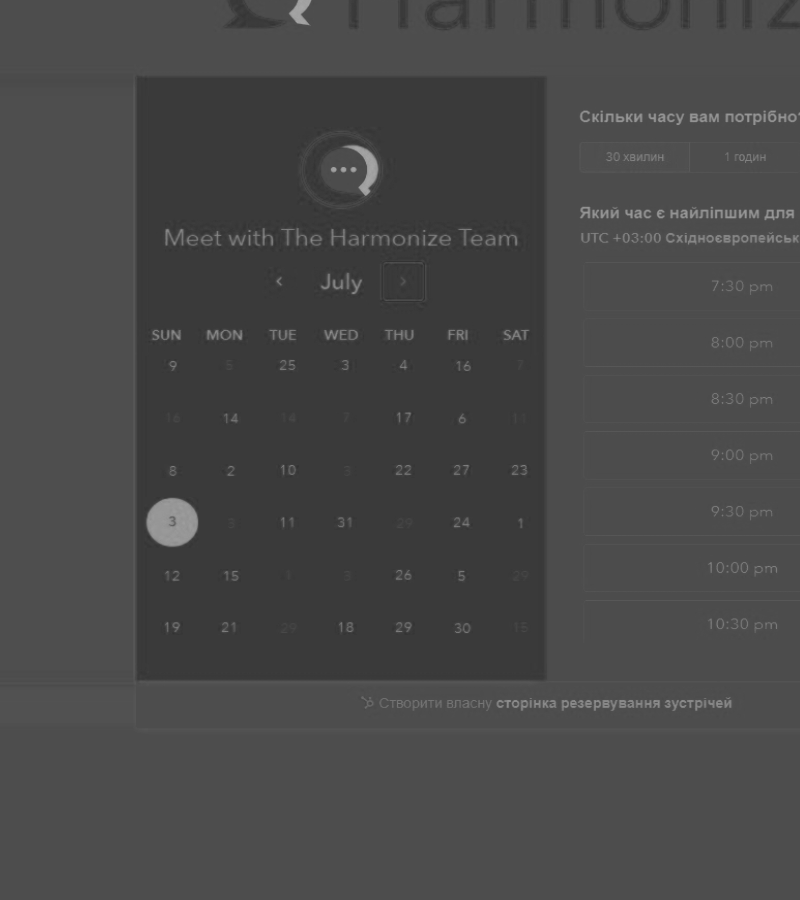 Harmoniz
Meet with The Harmonize Team
July
SUN MON TUE WED THU FRI SAT
9 5 25 3 4 16 7
16 14 14 7 17 6 11
8 2 10 3 22 27 23
3 3 11 31 29 24 1
12 15 26 5 29
19 21 29 18 29 30 15
Скільки часу вам потрібно?
30 хвилин 1 годин
Який час є найліпшим для
UTC +03:00 Східноєвропейськ
7:30 pm
8:00 pm
8:30 pm
9:00 pm
9:30 pm
10:00 pm
10:30 pm
Створити власну сторінка резервування зустрічей